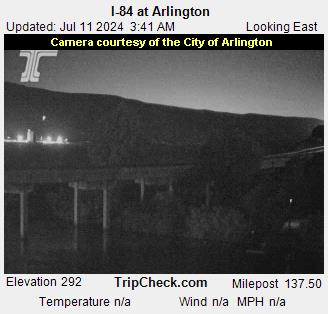 I-84 at Arlington
Updated: Jul 11 2024 3:41 AM Looking East
Camera courtesy of the City of Arlington
Elevation 292 TripCheck.com Milepost 137.50
Temperature n/a Wind n/a MPH n/a